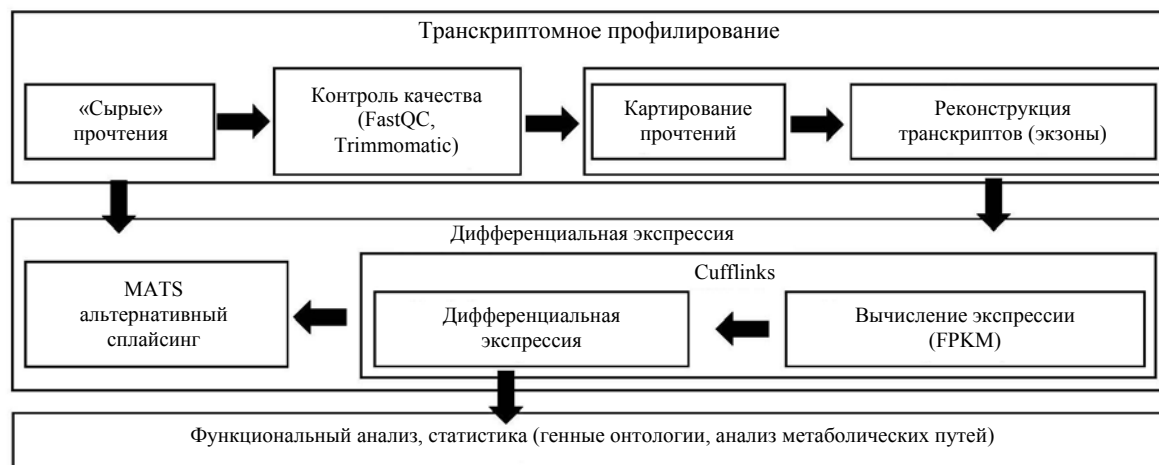 Транскриптомное профилирование
«Сырые»
прочтения
Контроль качества
(FastQC,
Trimmomatic)
Картирование
прочтений
Реконструкция
транскриптов (экзоны)
Дифференциальная экспрессия
MATS
альтернативный
сплайсинг
Cufflinks
Дифференциальная
экспрессия
Вычисление экспрессии
(FPKM)
Функциональный анализ, статистика (генные онтологии, анализ метаболических путей)